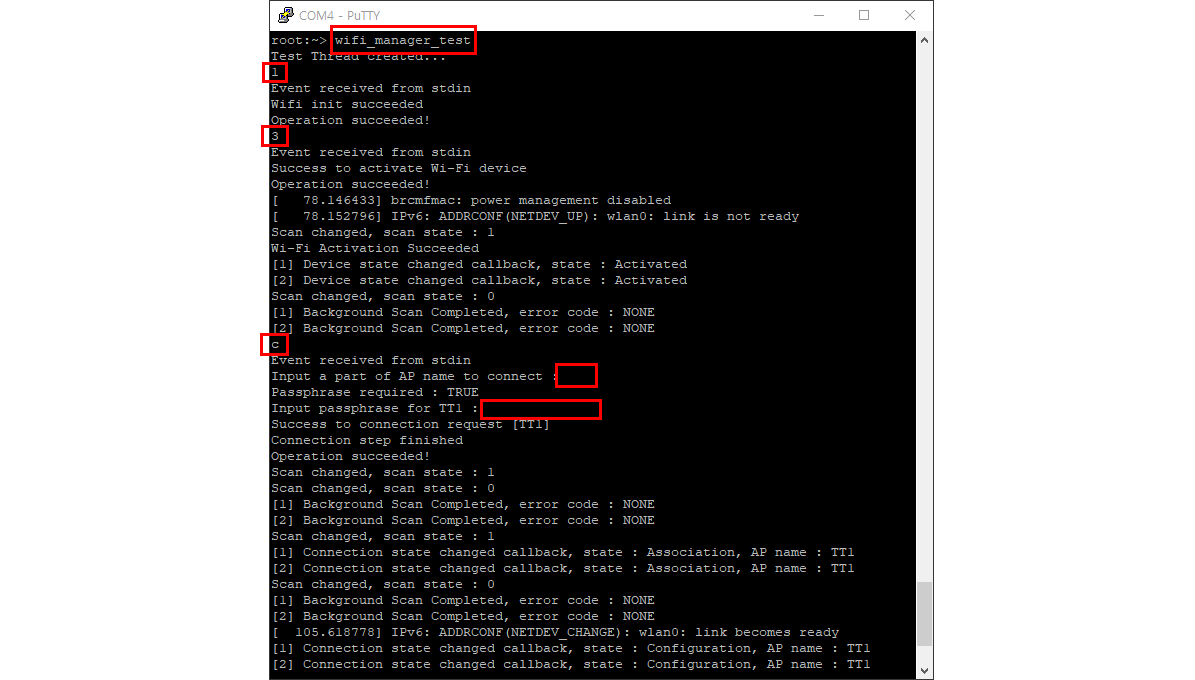 COM4 - PuTTY
root:~> wifi_manager_test
Test Thread created...
1
Event received from stdin
Wifi init succeeded
Operation succeeded!
3
Event received from stdin
Success to activate Wi-Fi device
Operation succeeded!
[   78.146433] brcmfmac: power management disabled
[   78.152796] IPv6: ADDRCONF(NETDEV_UP): wlan0: link is not ready
Scan changed, scan state : 1
Wi-Fi Activation Succeeded
[1] Device state changed callback, state : Activated
[2] Device state changed callback, state : Activated
Scan changed, scan state : 0
[1] Background Scan Completed, error code : NONE
[2] Background Scan Completed, error code : NONE
c
Event received from stdin
Input a part of AP name to connect :
Passphrase required : TRUE
Input passphrase for TT1 :
Success to connection request [TT1]
Connection step finished
Operation succeeded!
Scan changed, scan state : 1
Scan changed, scan state : 0
[1] Background Scan Completed, error code : NONE
[2] Background Scan Completed, error code : NONE
Scan changed, scan state : 1
[1] Connection state changed callback, state : Association, AP name : TT1
[2] Connection state changed callback, state : Association, AP name : TT1
Scan changed, scan state : 0
[1] Background Scan Completed, error code : NONE
[2] Background Scan Completed, error code : NONE
[  105.618778] IPv6: ADDRCONF(NETDEV_CHANGE): wlan0: link becomes ready
[1] Connection state changed callback, state : Configuration, AP name : TT1
[2] Connection state changed callback, state : Configuration, AP name : TT1